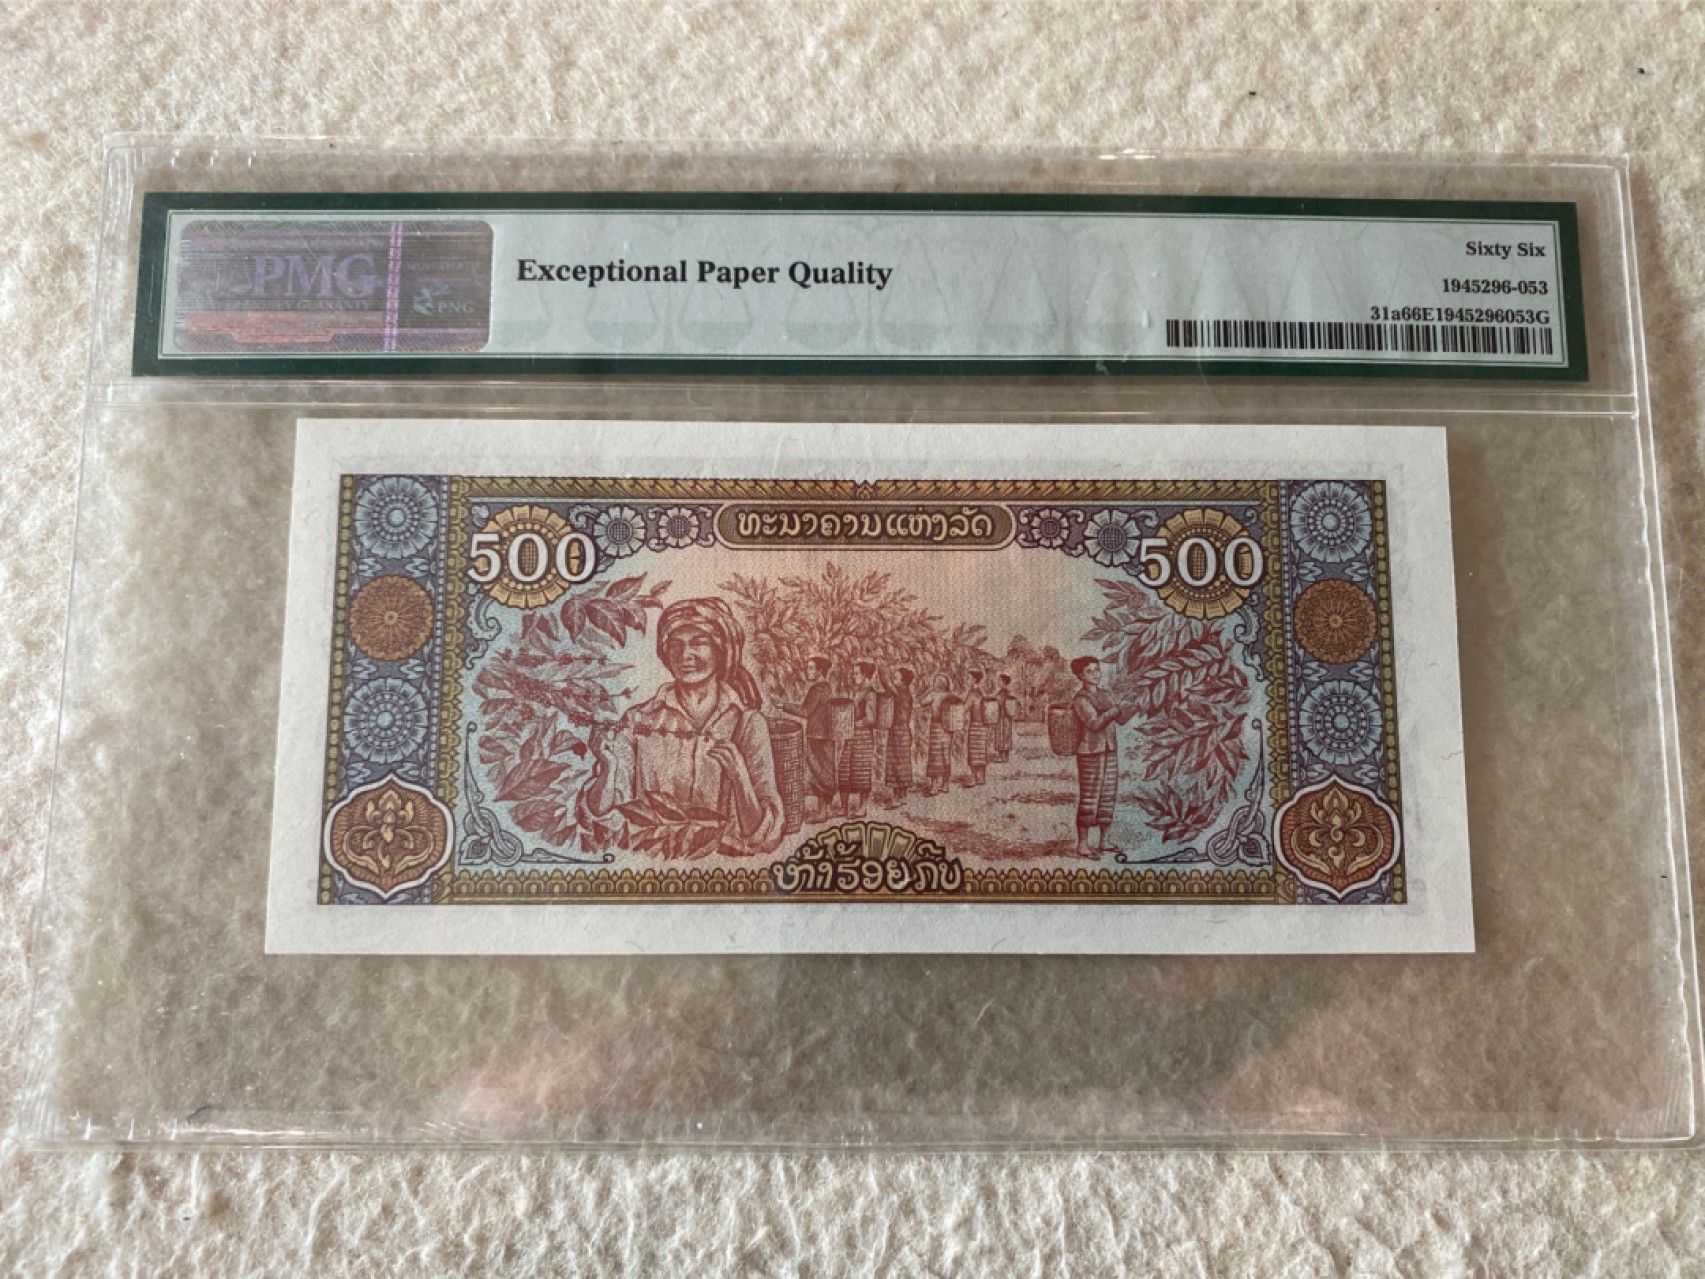 PMG
PNG
Exceptional Paper Quality
Sixty Six
1945296-053
31a66E1945296053G
ທະນາຄານແຫ່ງລັດ
500
500
ຫ້າຮ້ອຍກີບ